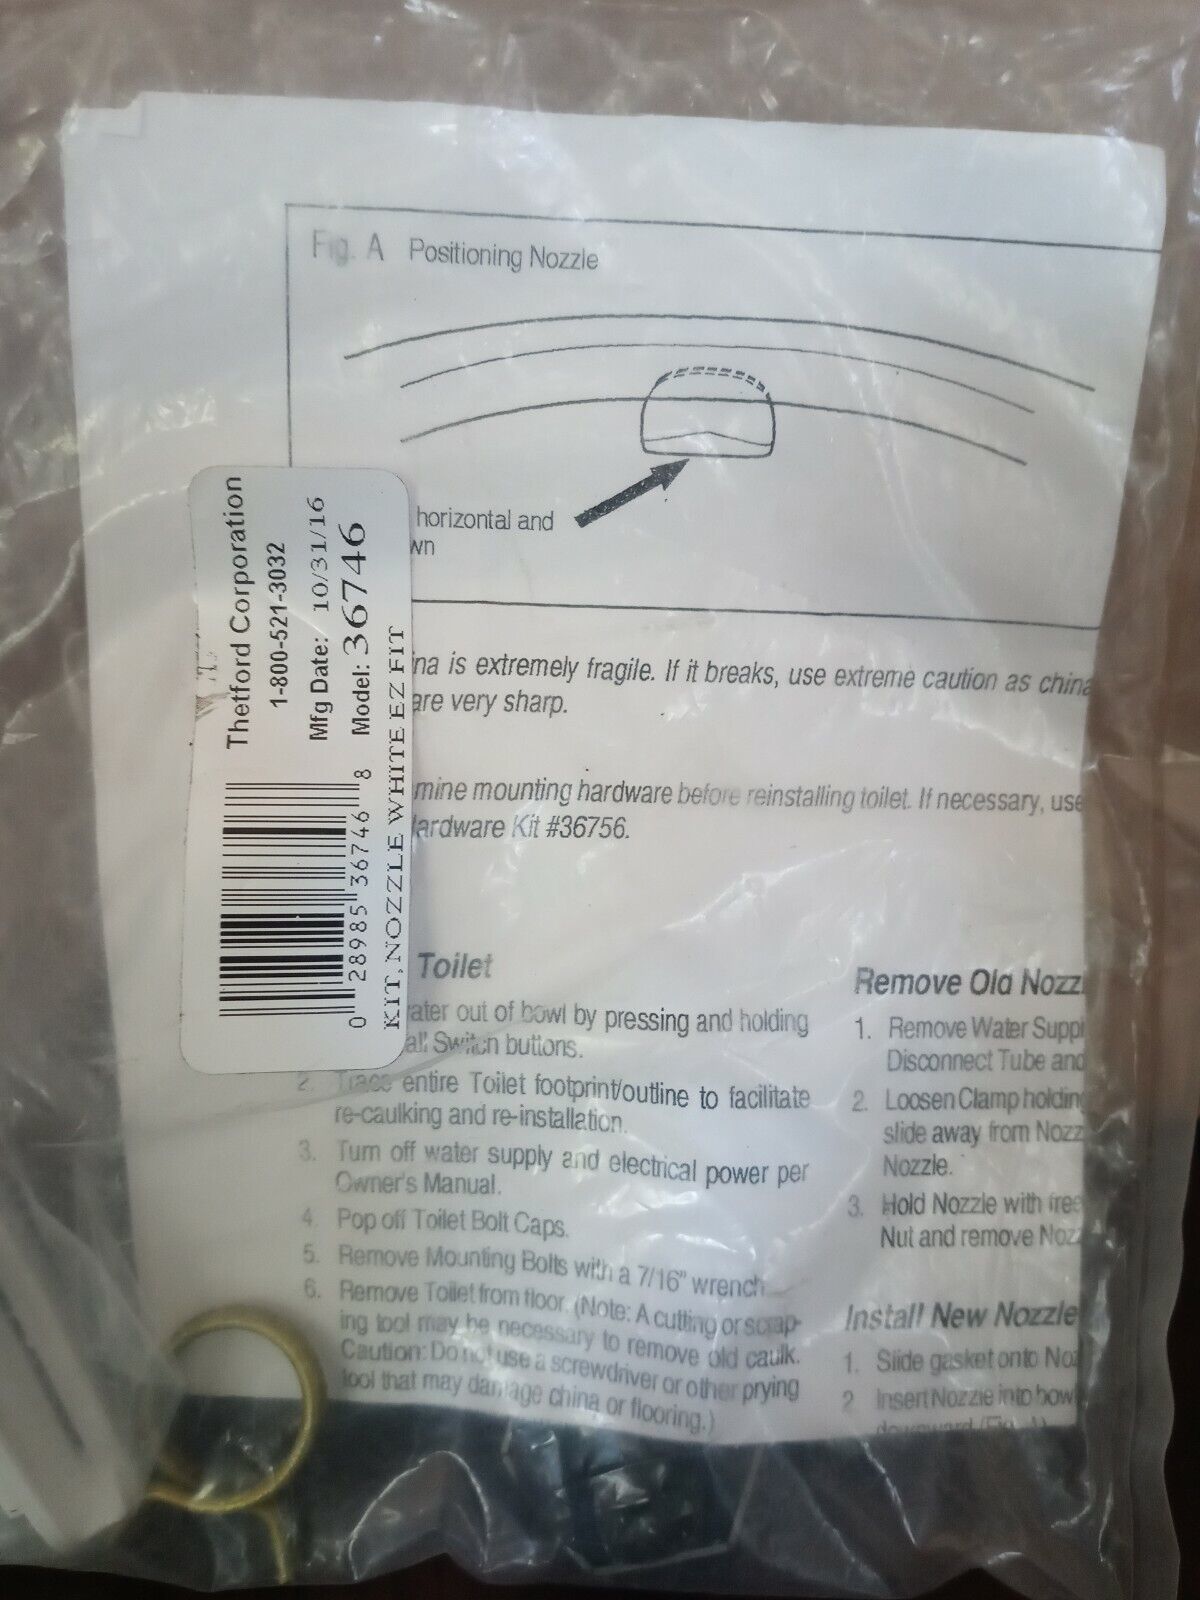 Fig. A Positioning Nozzle
horizontal and
wn
Thetford Corporation
1-800-521-3032
Mfg Date: 10/31/16
Model: 36746
0 28985 36746 8
KIT, NOZZLE WHITE EZ FIT
ina is extremely fragile. If it breaks, use extreme caution as china
are very sharp.
mine mounting hardware before reinstalling toilet. If necessary, use
ardware Kit #36756.
Toilet
ater out of bowl by pressing and holding
all Switch buttons.
2. Trace entire Toilet footprint/outline to facilitate
re-caulking and re-installation.
3. Turn off water supply and electrical power per
Owner's Manual.
4. Pop off Toilet Bolt Caps.
5. Remove Mounting Bolts with a 7/16" wrench
6. Remove Toilet from floor. (Note: A cutting or scrap-
ing tool may be necessary to remove old caulk.
Caution: Do not use a screwdriver or other prying
tool that may damage china or flooring.)
Remove Old Nozz
1. Remove Water Suppl
Disconnect Tube and
2. Loosen Clamp holding
slide away from Nozz
Nozzle.
3. Hold Nozzle with free
Nut and remove Noz
Install New Nozzle
1. Slide gasket onto Noz
2 Insert Nozzle into bow
downward (Fig. A)